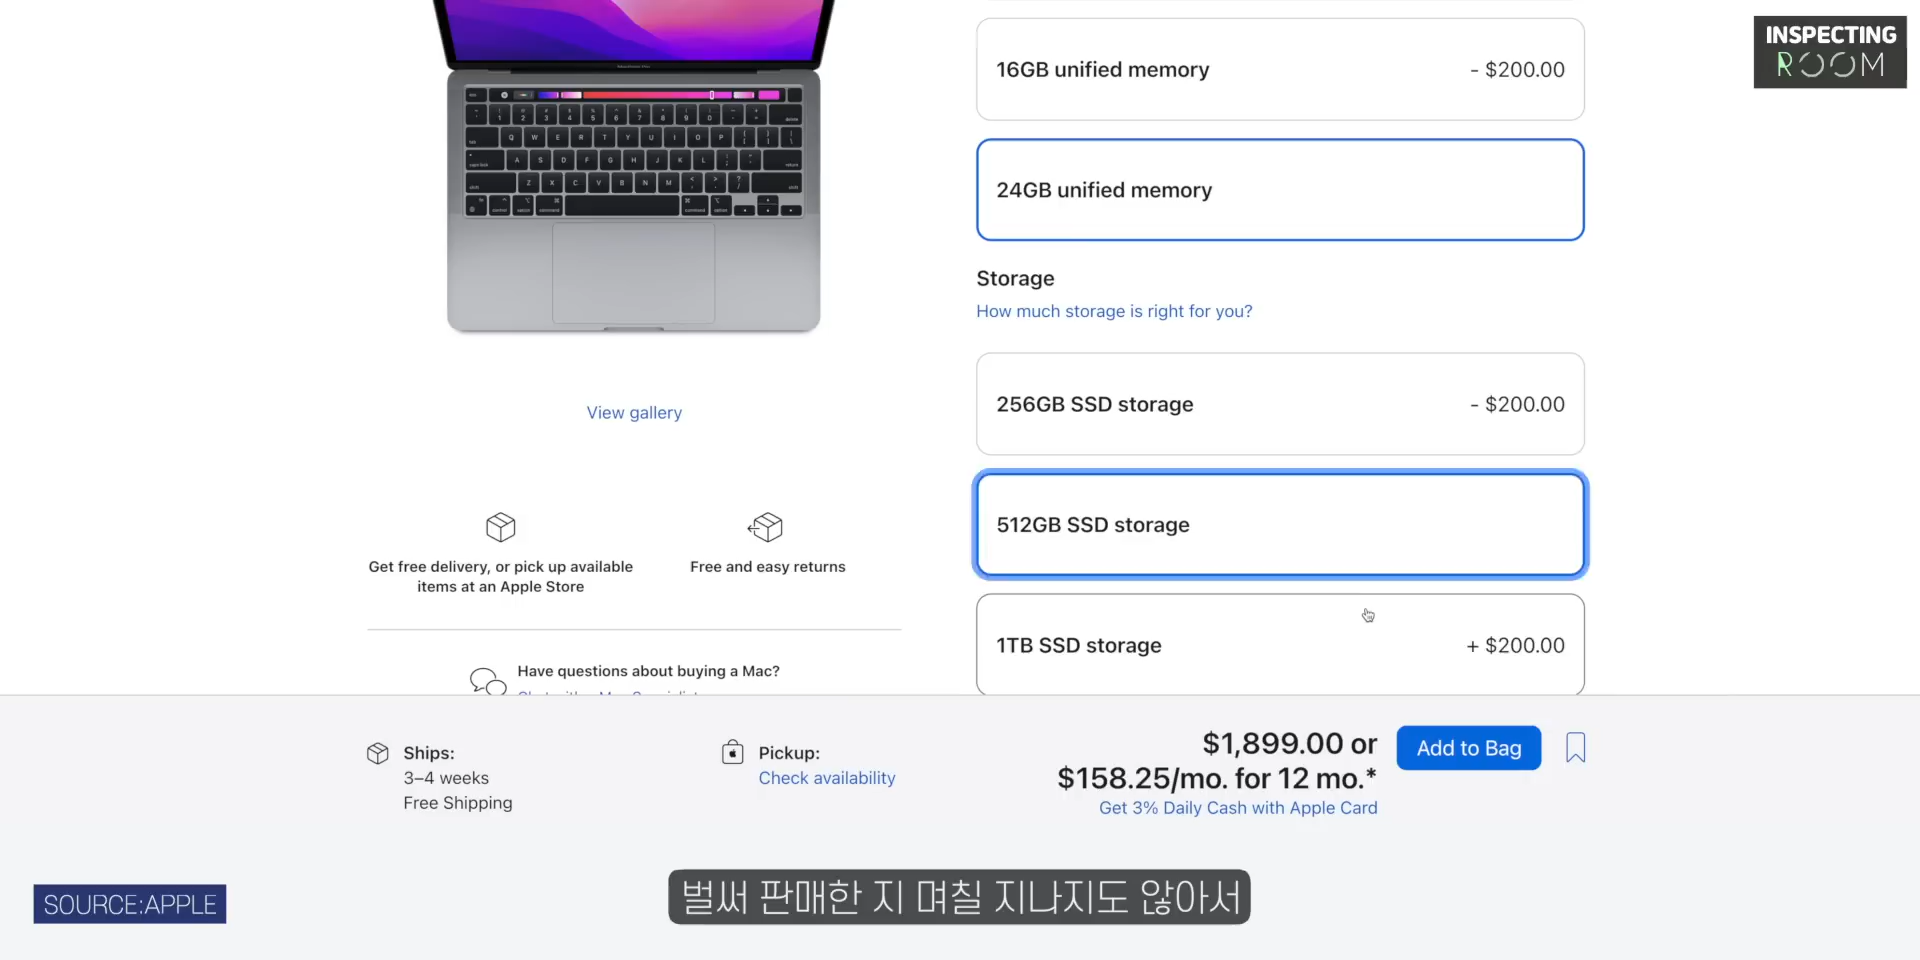 INSPECTING
ROOM
16GB unified memory
- $200.00
24GB unified memory
Storage
How much storage is right for you?
256GB SSD storage
- $200.00
512GB SSD storage
1TB SSD storage
+ $200.00
View gallery
Get free delivery, or pick up available
items at an Apple Store
Free and easy returns
Have questions about buying a Mac?
Ships:
3–4 weeks
Free Shipping
Pickup:
Check availability
$1,899.00 or
$158.25/mo. for 12 mo.*
Get 3% Daily Cash with Apple Card
Add to Bag
SOURCE:APPLE
벌써 판매한 지 며칠 지나지도 않아서